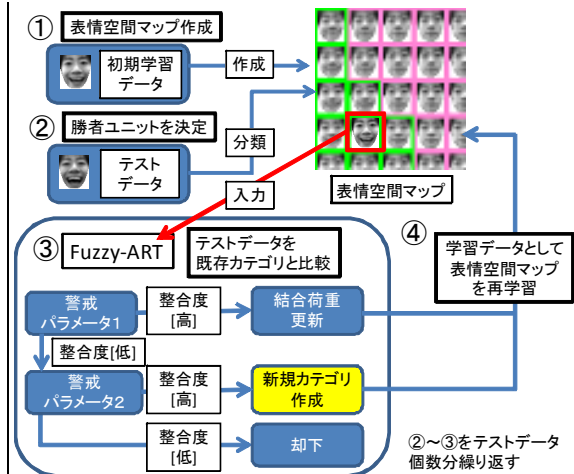 ① 表情空間マップ作成
初期学習
データ
作成
② 勝者ユニットを決定
テスト
データ
分類
入力
表情空間マップ
③ Fuzzy-ART
テストデータを
既存カテゴリと比較
④
学習データとして
表情空間マップ
を再学習
警戒
パラメータ1
整合度
[高]
結合荷重
更新
整合度[低]
警戒
パラメータ2
整合度
[高]
新規カテゴリ
作成
整合度
[低]
却下
②～③をテストデータ
個数分繰り返す